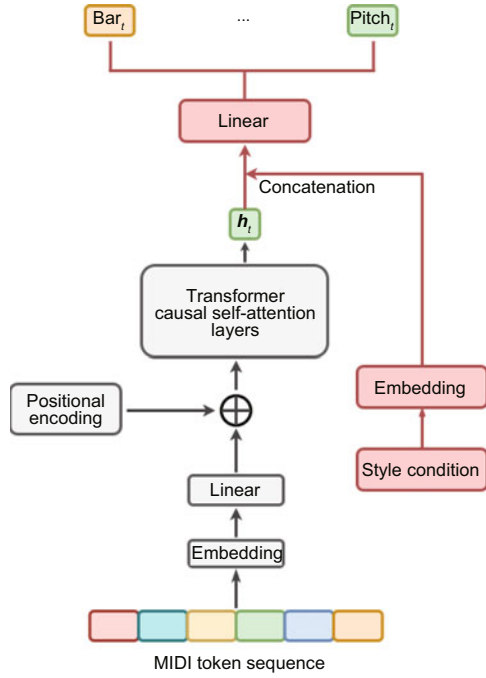 Bar_t ... Pitch_t
Linear
Concatenation
h_t
Transformer
causal self-attention
layers
Positional
encoding
Embedding
Style condition
Linear
Embedding
MIDI token sequence